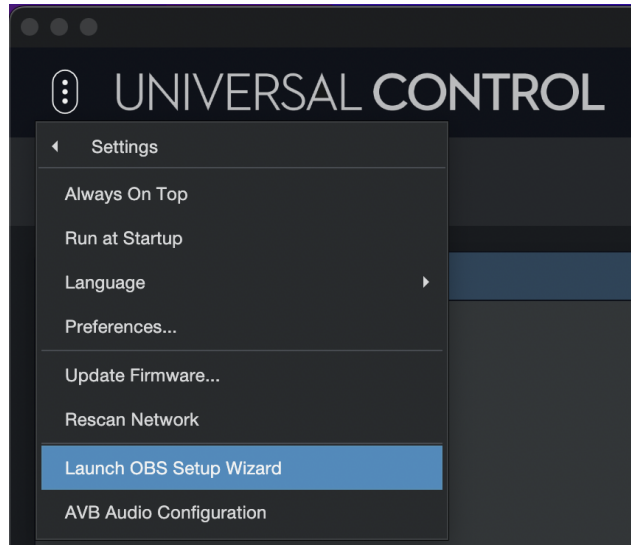 UNIVERSAL CONTROL
Settings
Always On Top
Run at Startup
Language
Preferences...
Update Firmware...
Rescan Network
Launch OBS Setup Wizard
AVB Audio Configuration